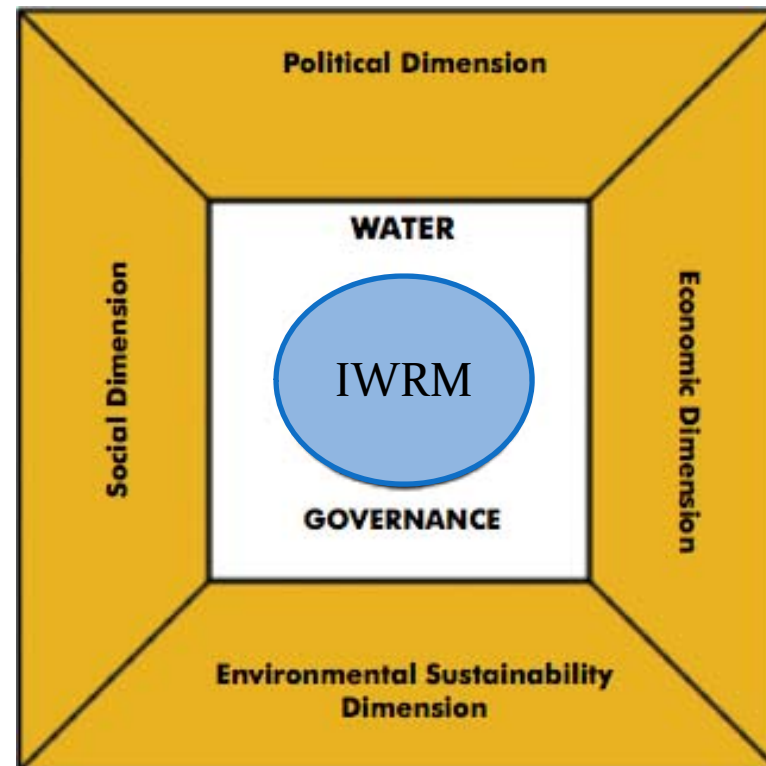 Political Dimension
WATER
Social Dimension
IWRM
Economic Dimension
GOVERNANCE
Environmental Sustainability
Dimension